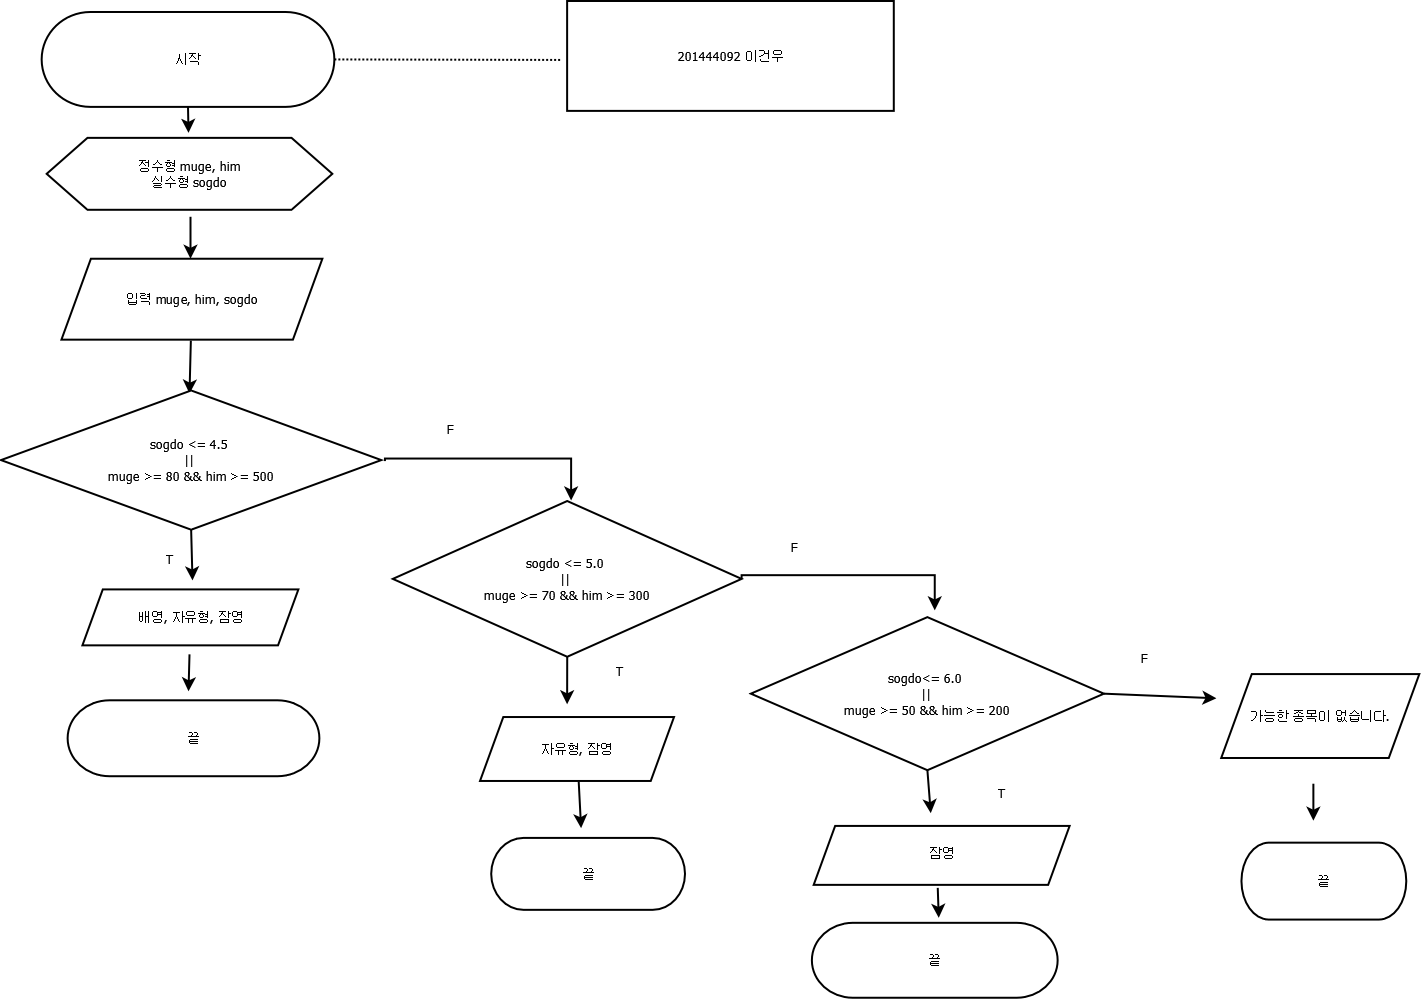 시작
201444092 이건우
정수형 muge, him
실수형 sogdo
입력 muge, him, sogdo
sogdo <= 4.5
||
muge >= 80 && him >= 500
F
T
배영, 자유형, 잠영
끝
sogdo <= 5.0
||
muge >= 70 && him >= 300
F
T
자유형, 잠영
끝
sogdo<= 6.0
||
muge >= 50 && him >= 200
F
T
잠영
끝
가능한 종목이 없습니다.
끝